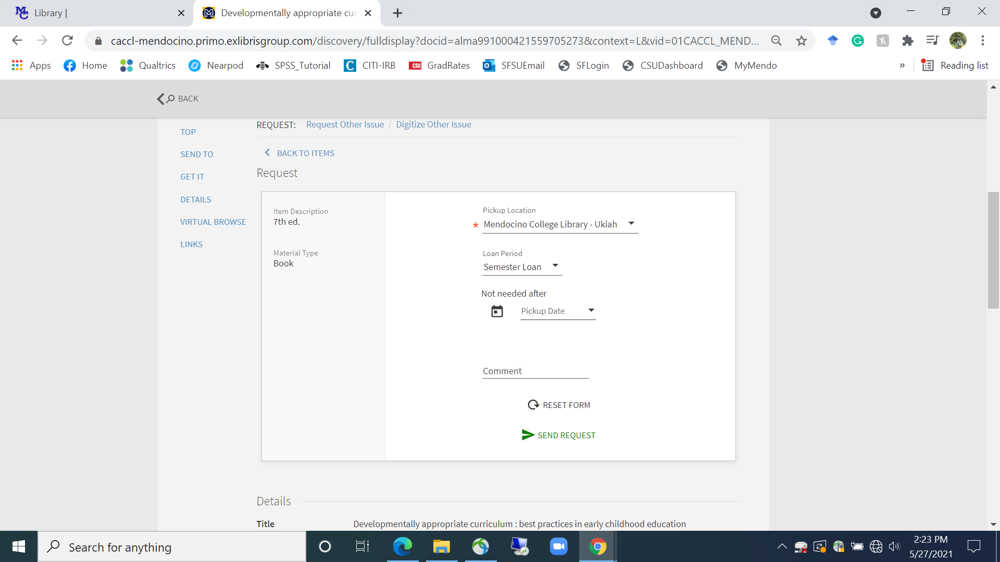 Library |
Developmentally appropriate cur
caccl-mendocino.primo.exlibrisgroup.com/discovery/fulldisplay?docid=alma991000421559705273&context=L&vid=01CACCL_MEND...
Apps Home Qualtrics Nearpod SPSS_Tutorial CITI-IRB GradRates SFSUEmail SFLogin CSUDashboard MyMendo » Reading list
BACK
REQUEST: Request Other Issue / Digitize Other Issue
TOP
SEND TO
GET IT
DETAILS
VIRTUAL BROWSE
LINKS
BACK TO ITEMS
Request
Item Description
7th ed.
Material Type
Book
Pickup Location
* Mendocino College Library - Ukiah
Loan Period
Semester Loan
Not needed after
Pickup Date
Comment
RESET FORM
SEND REQUEST
Details
Title Developmentally appropriate curriculum : best practices in early childhood education
Search for anything
2:23 PM
5/27/2021